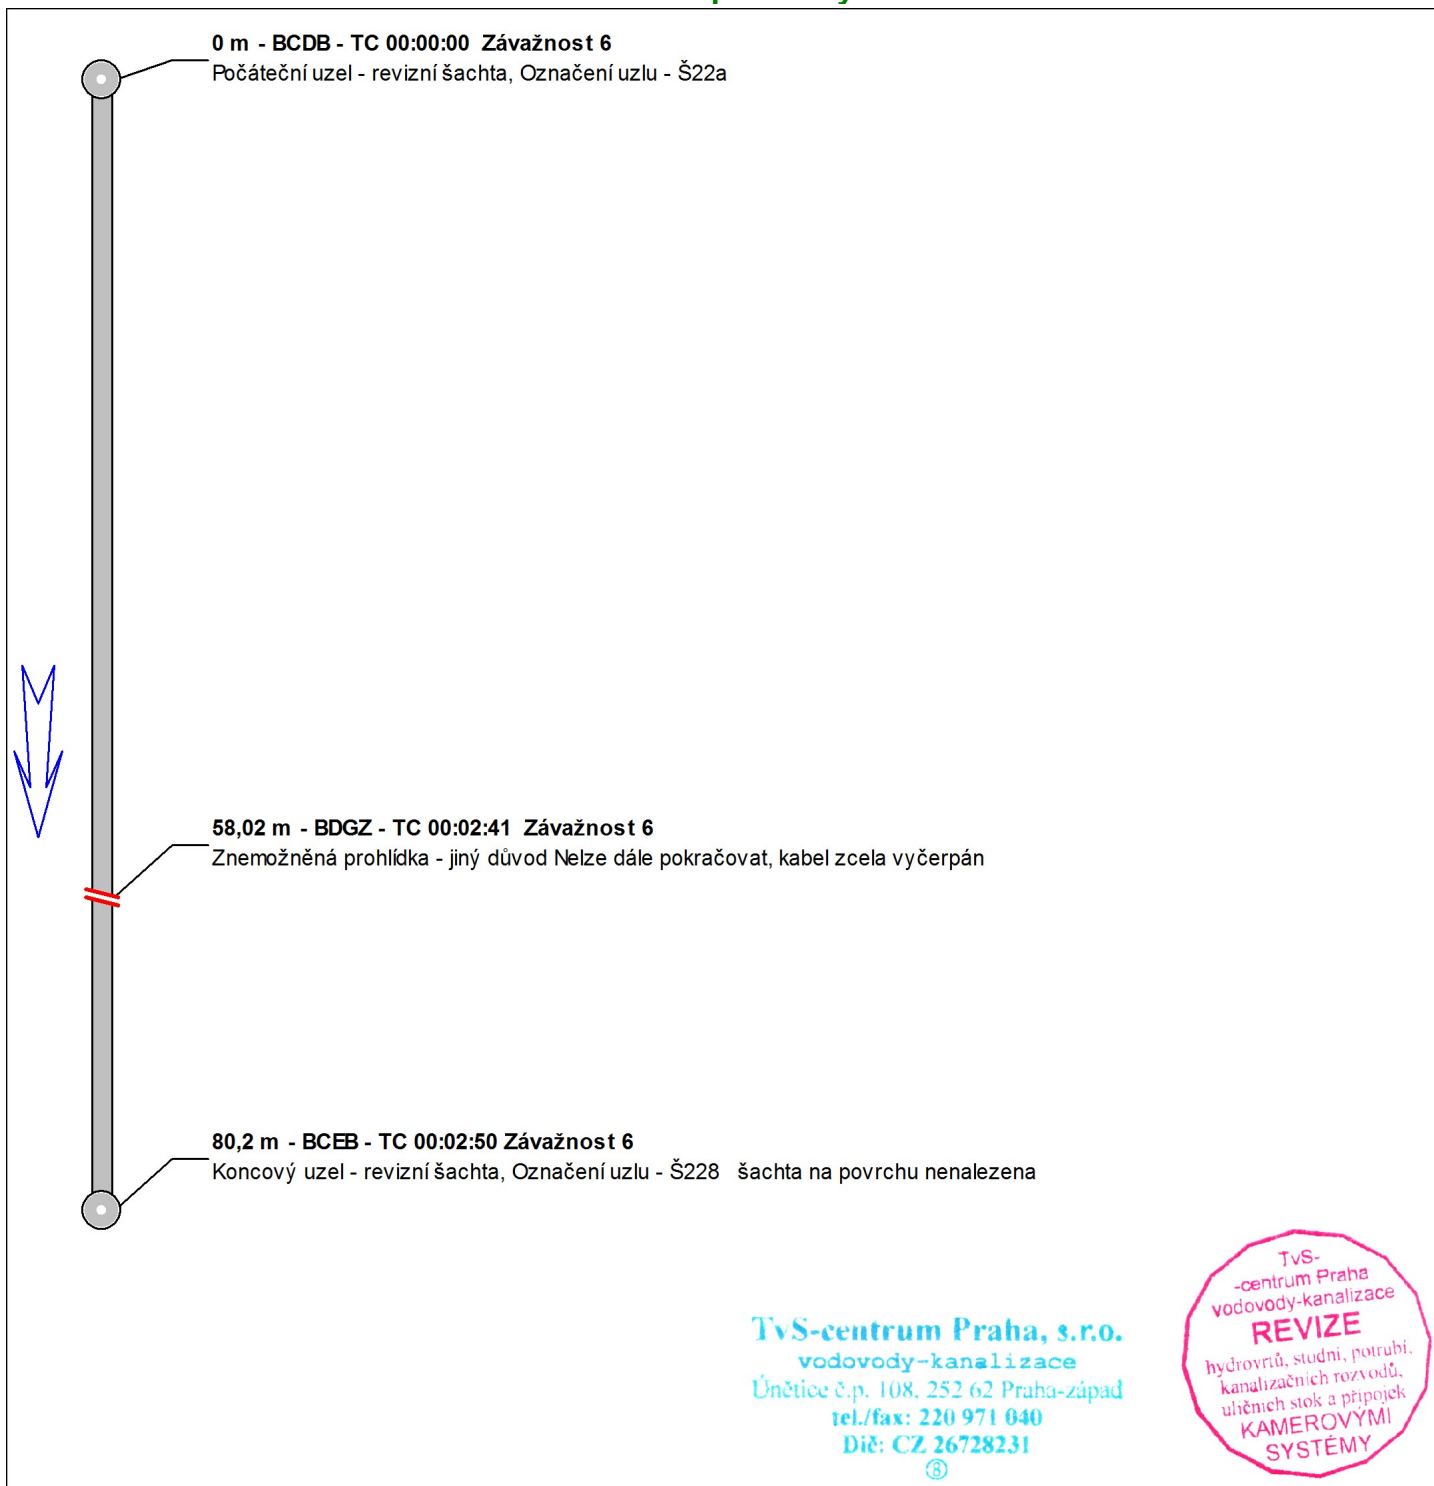 0 m - BCDB - TC 00:00:00 Závažnost 6
Počáteční uzel - revizní šachta, Označení uzlu - Š22a
58,02 m - BDGZ - TC 00:02:41 Závažnost 6
Znemožněná prohlídka - jiný důvod Nelze dále pokračovat, kabel zcela vyčerpán
80,2 m - BCEB - TC 00:02:50 Závažnost 6
Koncový uzel - revizní šachta, Označení uzlu - Š228 šachta na povrchu nenalezena
TvS-centrum Praha, s.r.o.
vodovody-kanalizace
Únětice č.p. 108, 252 62 Praha-západ
tel./fax: 220 971 040
Dič: CZ 26728231
8
TvS-
-centrum Praha
vodovody-kanalizace
REVIZE
hydrovrtů, studní, potrubí,
kanalizačních rozvodů,
uličních stok a přípojek
KAMEROVÝMI
SYSTÉMY